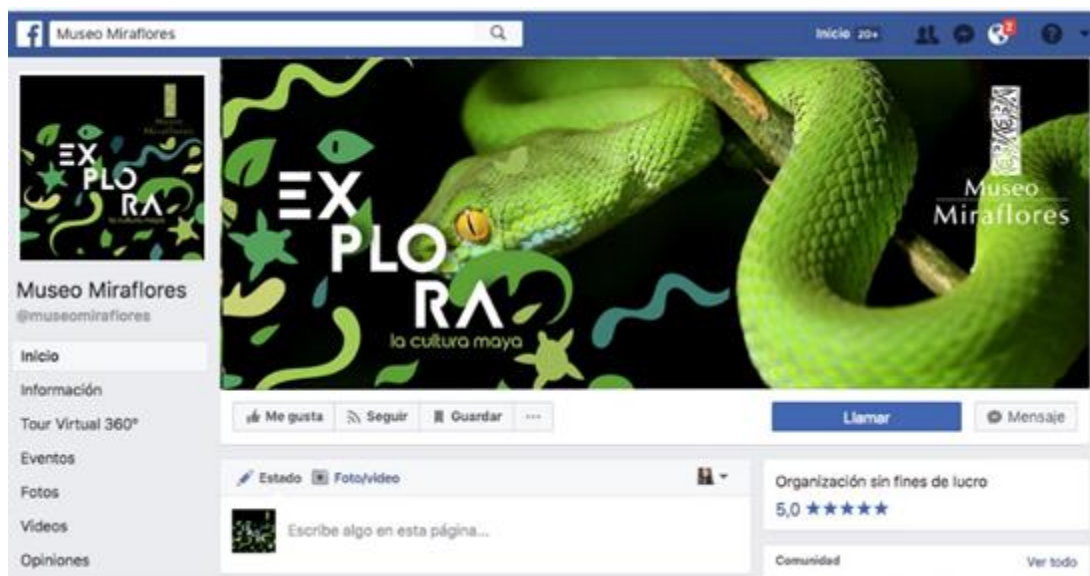 Museo Miraflores
Inicio 20+
2
Museo
Miraflores
EX
PLO
RA
la cultura maya
Museo Miraflores
@museomiraflores
Inicio
Información
Tour Virtual 360°
Eventos
Fotos
Videos
Opiniones
EX
PLO
RA
la cultura maya
Museo
Miraflores
Me gusta
Seguir
Guardar
...
Llamar
Mensaje
Estado
Foto/video
Escribe algo en esta página...
Organización sin fines de lucro
5,0 ★★★★★
Comunidad
Ver todo